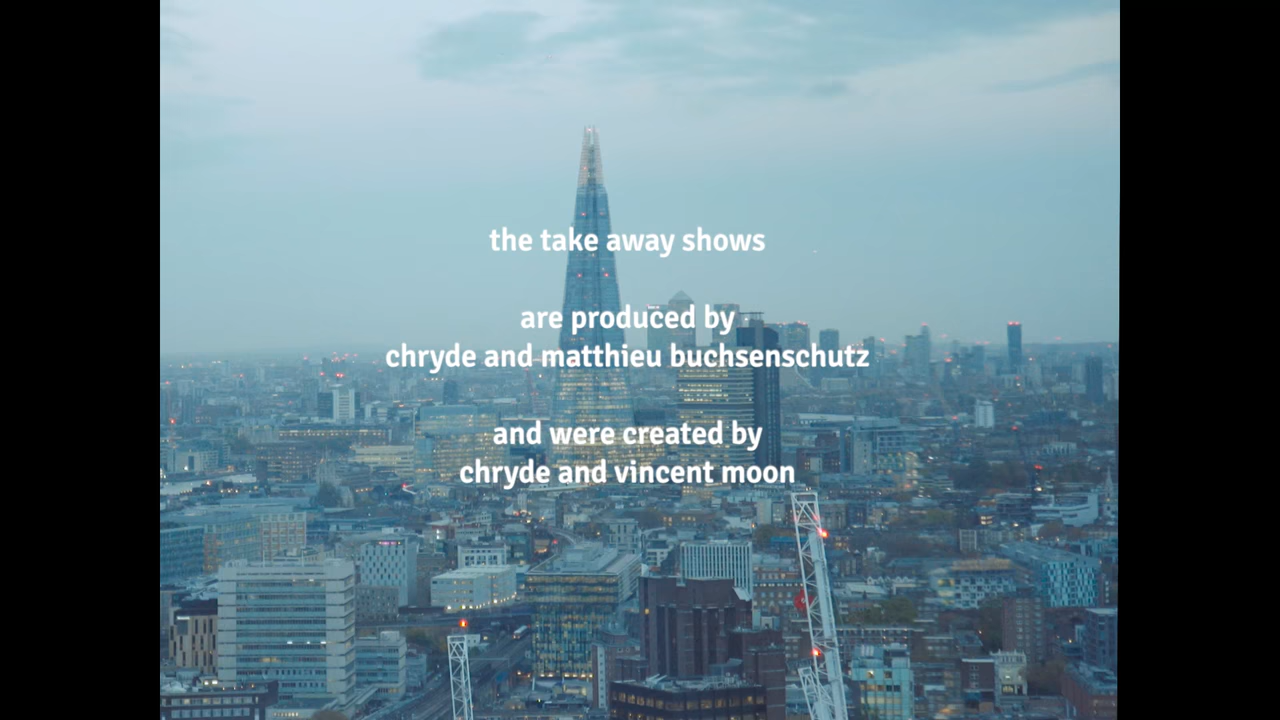 the take away shows
are produced by
chryde and matthieu buchsenschutz
and were created by
chryde and vincent moon